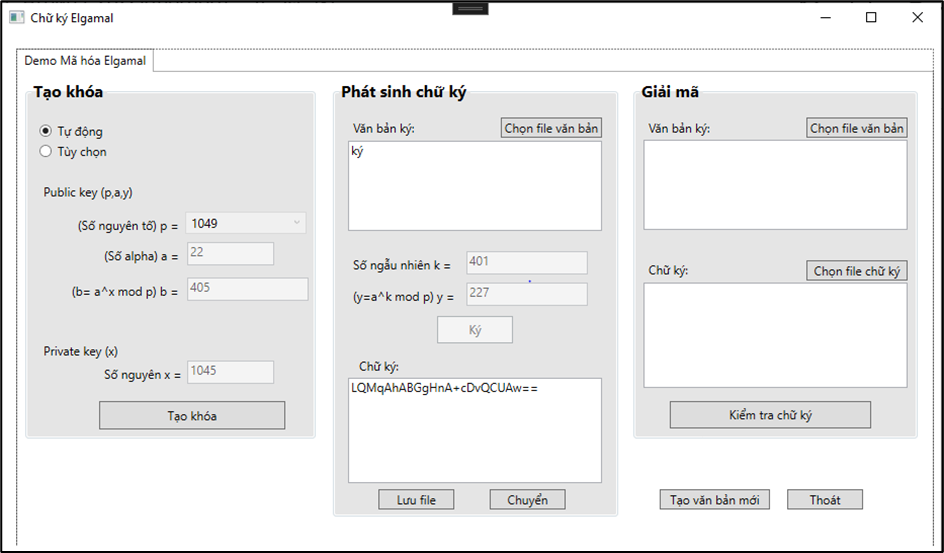 Chữ ký Elgamal
Demo Mã hóa Elgamal
Tạo khóa
Tự động
Tùy chọn
Public key (p,a,y)
(Số nguyên tố) p = 1049
(Số alpha) a = 22
(b= a^x mod p) b = 405
Private key (x)
Số nguyên x = 1045
Tạo khóa
Phát sinh chữ ký
Văn bản ký: Chọn file văn bản
ký
Số ngẫu nhiên k = 401
(y=a^k mod p) y = 227
Ký
Chữ ký:
LQMqAhABGgHnA+cDvQCUAw==
Lưu file Chuyển
Giải mã
Văn bản ký: Chọn file văn bản
Chữ ký: Chọn file chữ ký
Kiểm tra chữ ký
Tạo văn bản mới Thoát